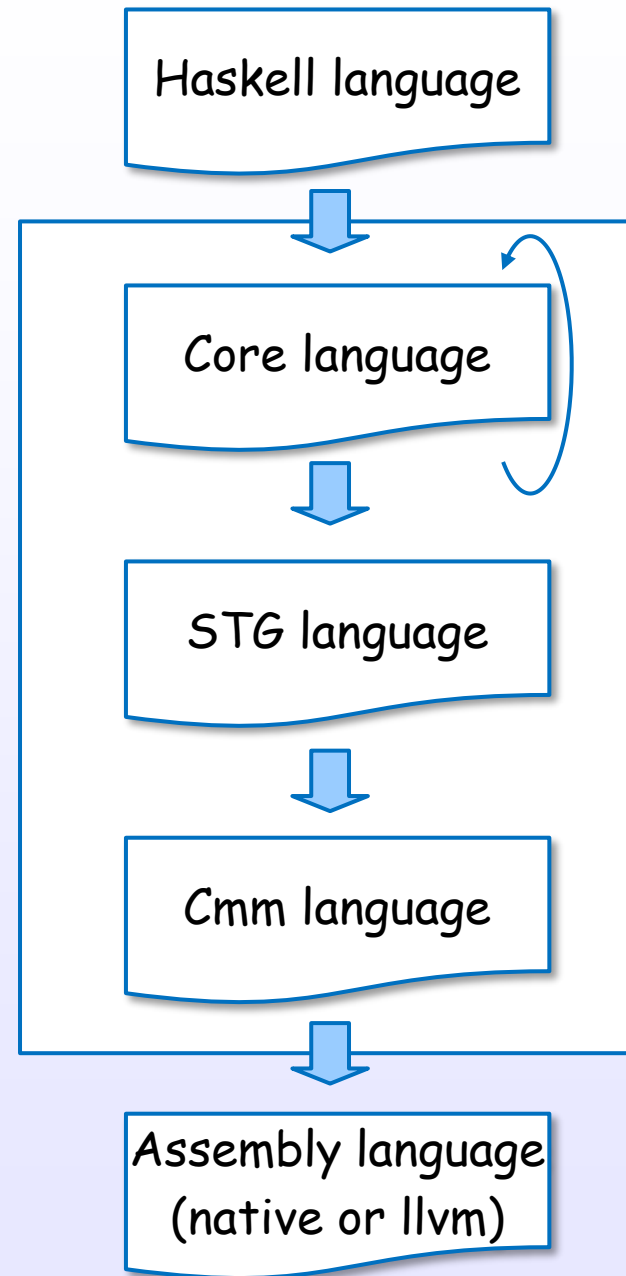 Haskell language
Core language
STG language
Cmm language
Assembly language
(native or llvm)